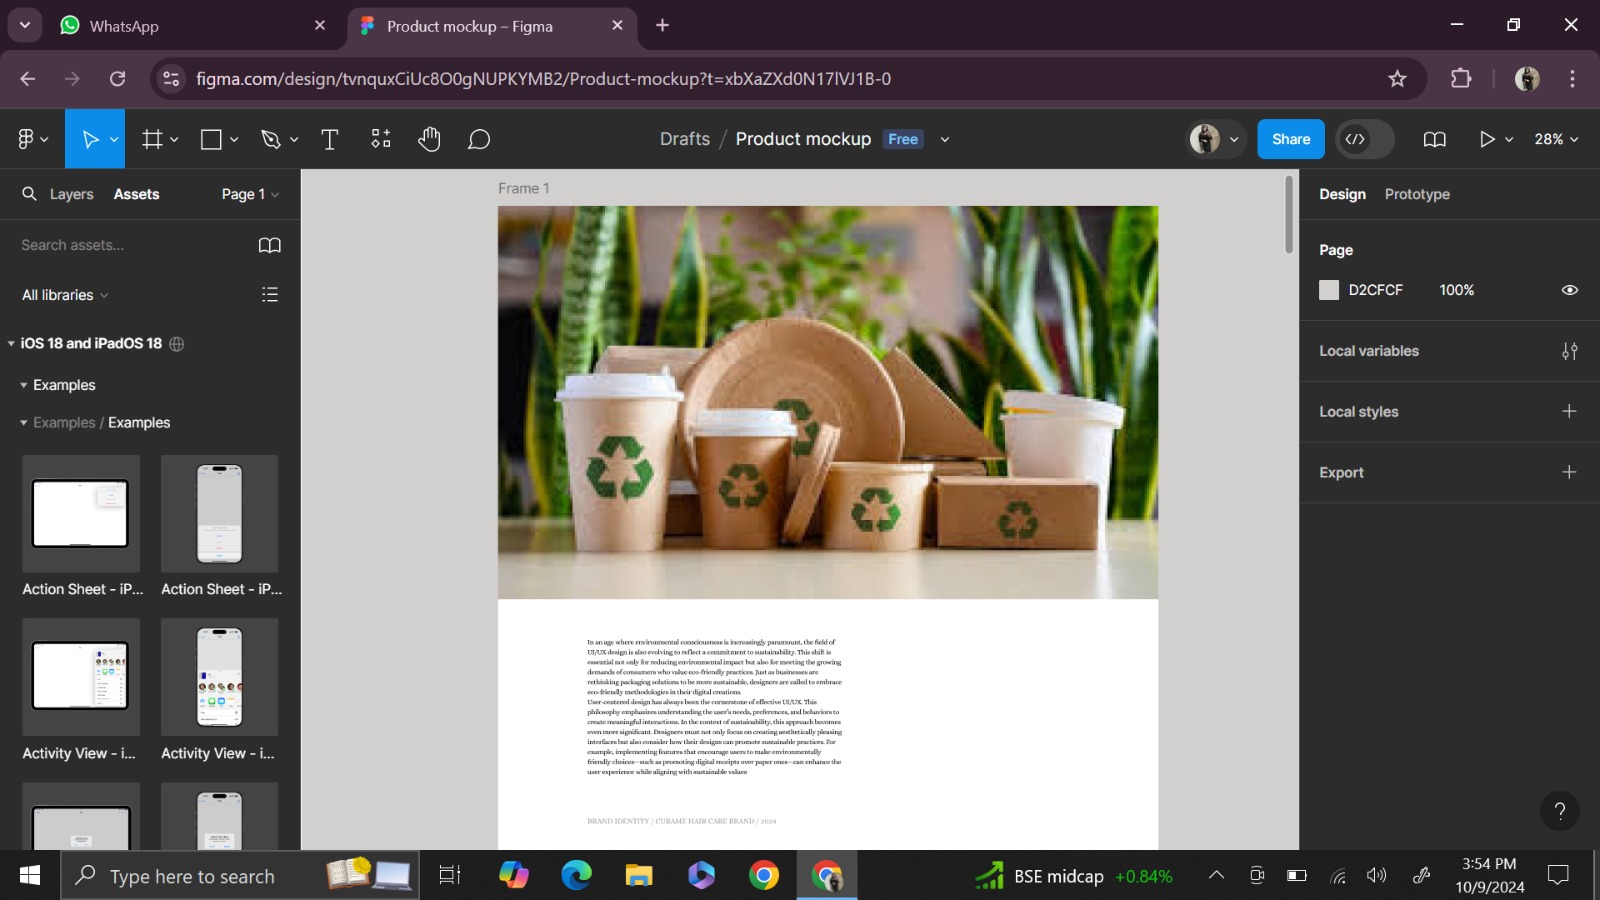 WhatsApp
Product mockup – Figma
figma.com/design/tvnquxCiUc8O0gNUPKYMB2/Product-mockup?t=xbXaZXd0N17lVJ1B-0
Drafts / Product mockup Free
Share
28%
Layers Assets Page 1
Search assets...
All libraries
iOS 18 and iPadOS 18
Examples
Examples / Examples
Action Sheet - iP... Action Sheet - iP...
Activity View - i... Activity View - i...
Frame 1
In an age where environmental consciousness is increasingly paramount, the field of
UI/UX design is also evolving to reflect a commitment to sustainability. This shift is
essential not only for reducing environmental impact but also for meeting the growing
demands of consumers who value eco-friendly practices. Just as businesses are
rethinking packaging solutions to be more sustainable, designers are called to embrace
eco-friendly methodologies in their digital creations.
User-centered design has always been the cornerstone of effective UI/UX. This
philosophy emphasizes understanding the user's needs, preferences, and behaviors to
create meaningful interactions. In the context of sustainability, this approach becomes
even more significant. Designers must not only focus on creating aesthetically pleasing
interfaces but also consider how their designs can promote sustainable practices. For
example, implementing features that encourage users to make environmentally
friendly choices—such as promoting digital receipts over paper ones—can enhance the
user experience while aligning with sustainable values
BRAND IDENTITY / CURAME HAIR CARE BRAND / 2024
Design Prototype
Page
D2CFCF 100%
Local variables
Local styles
Export
?
Type here to search
BSE midcap +0.84%
3:54 PM
10/9/2024